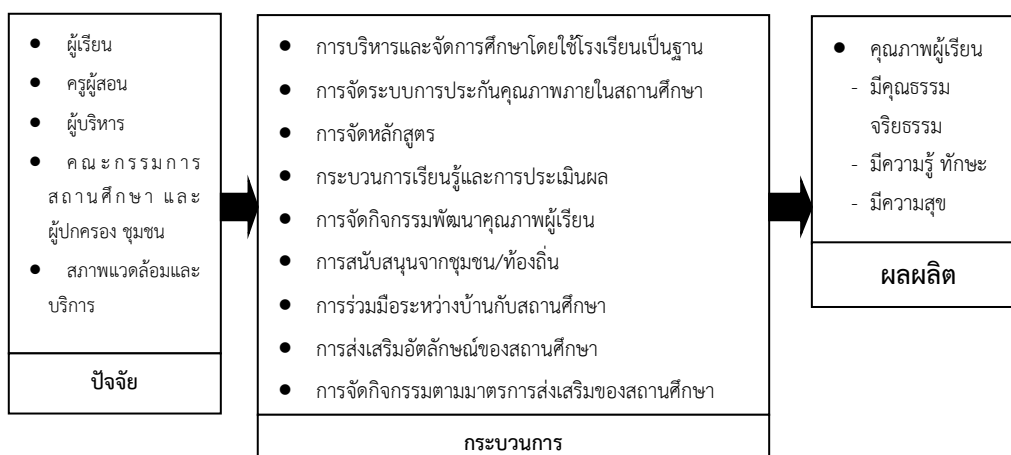 ● ผู้เรียน
● ครูผู้สอน
● ผู้บริหาร
● คณะกรรมการ
สถานศึกษา และ
ผู้ปกครอง ชุมชน
● สภาพแวดล้อมและ
บริการ
ปัจจัย
● การบริหารและจัดการศึกษาโดยใช้โรงเรียนเป็นฐาน
● การจัดระบบการประกันคุณภาพภายในสถานศึกษา
● การจัดหลักสูตร
● กระบวนการเรียนรู้และการประเมินผล
● การจัดกิจกรรมพัฒนาคุณภาพผู้เรียน
● การสนับสนุนจากชุมชน/ท้องถิ่น
● การร่วมมือระหว่างบ้านกับสถานศึกษา
● การส่งเสริมอัตลักษณ์ของสถานศึกษา
● การจัดกิจกรรมตามมาตรการส่งเสริมของสถานศึกษา
กระบวนการ
● คุณภาพผู้เรียน
- มีคุณธรรม
จริยธรรม
- มีความรู้ ทักษะ
- มีความสุข
ผลผลิต